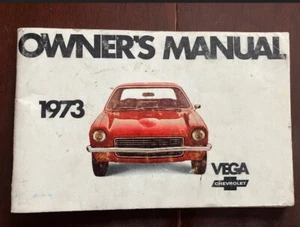 OWNER'S MANUAL
1973
VEGA
CHEVROLET